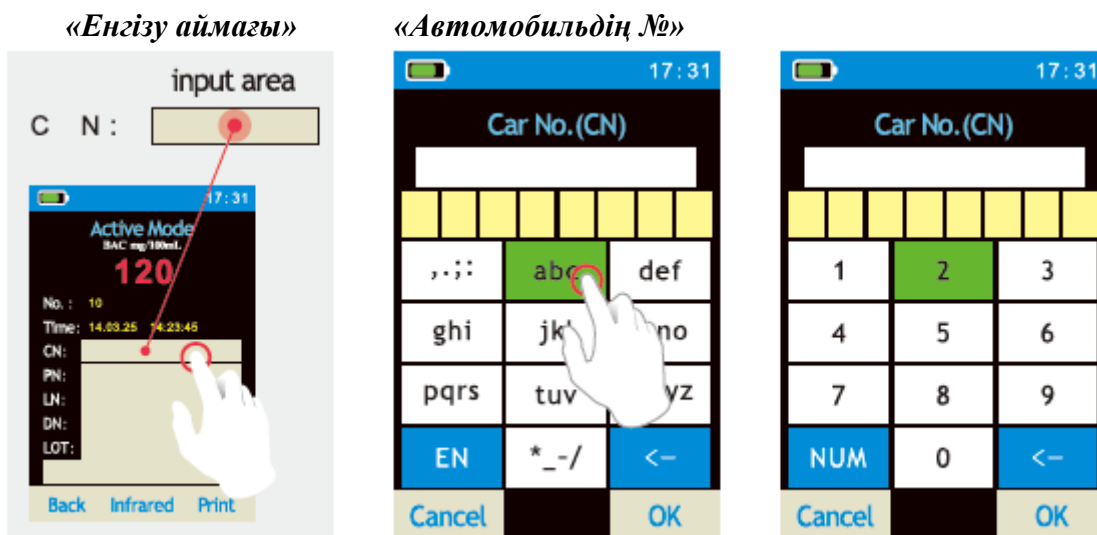 «Енгізу аймағы»
«Автомобильдің №»
input area
C N :
17:31
Active Mode
BAC mg/100mL
120
No. : 10
Time: 14.03.25 14:23:45
CN:
PN:
LN:
DN:
LOT:
Back Infrared Print
17:31
Car No.(CN)
,.;: abc def
ghi
pqrs tuv
EN *_-/ <-
Cancel OK
17:31
Car No.(CN)
1 2 3
4 5 6
7 8 9
NUM 0 <-
Cancel OK